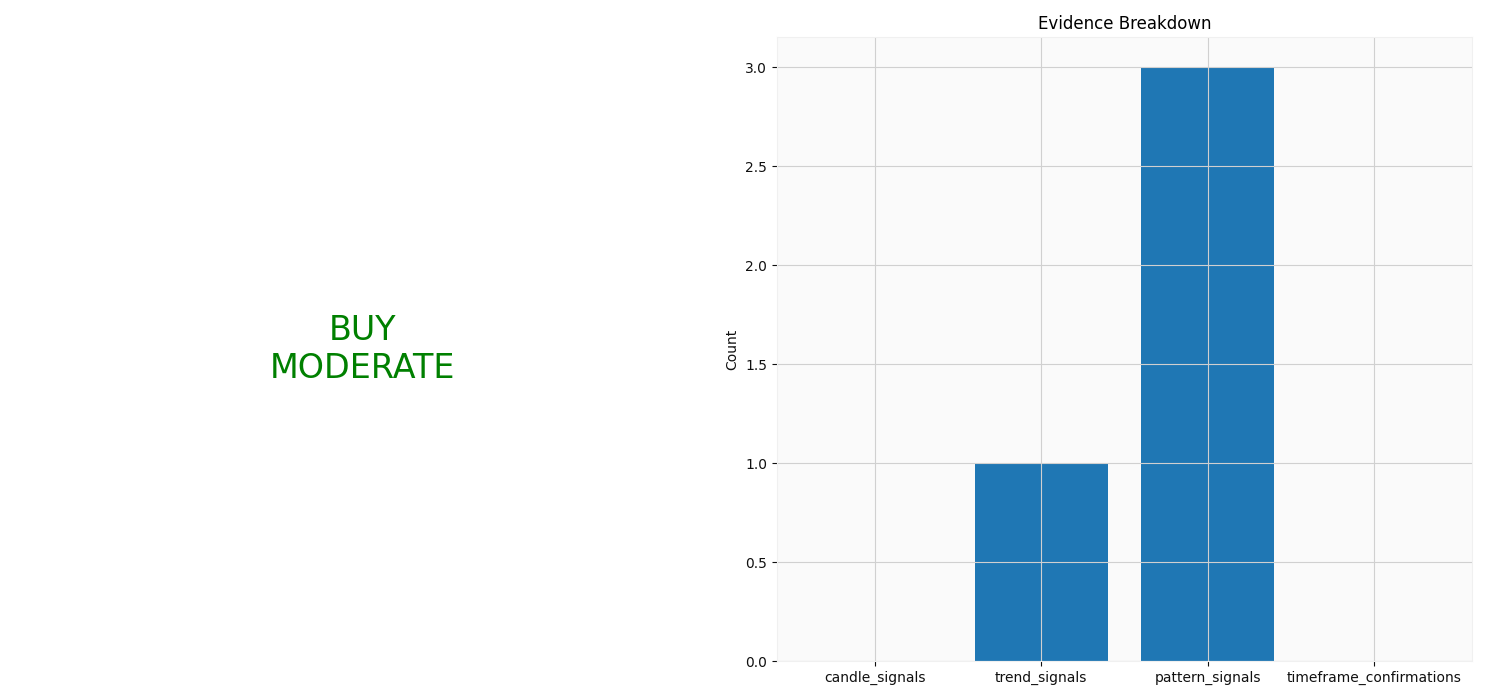 BUY
MODERATE
Evidence Breakdown
Count
3.0
2.5
2.0
1.5
1.0
0.5
0.0
candle_signals
trend_signals
pattern_signals
timeframe_confirmations